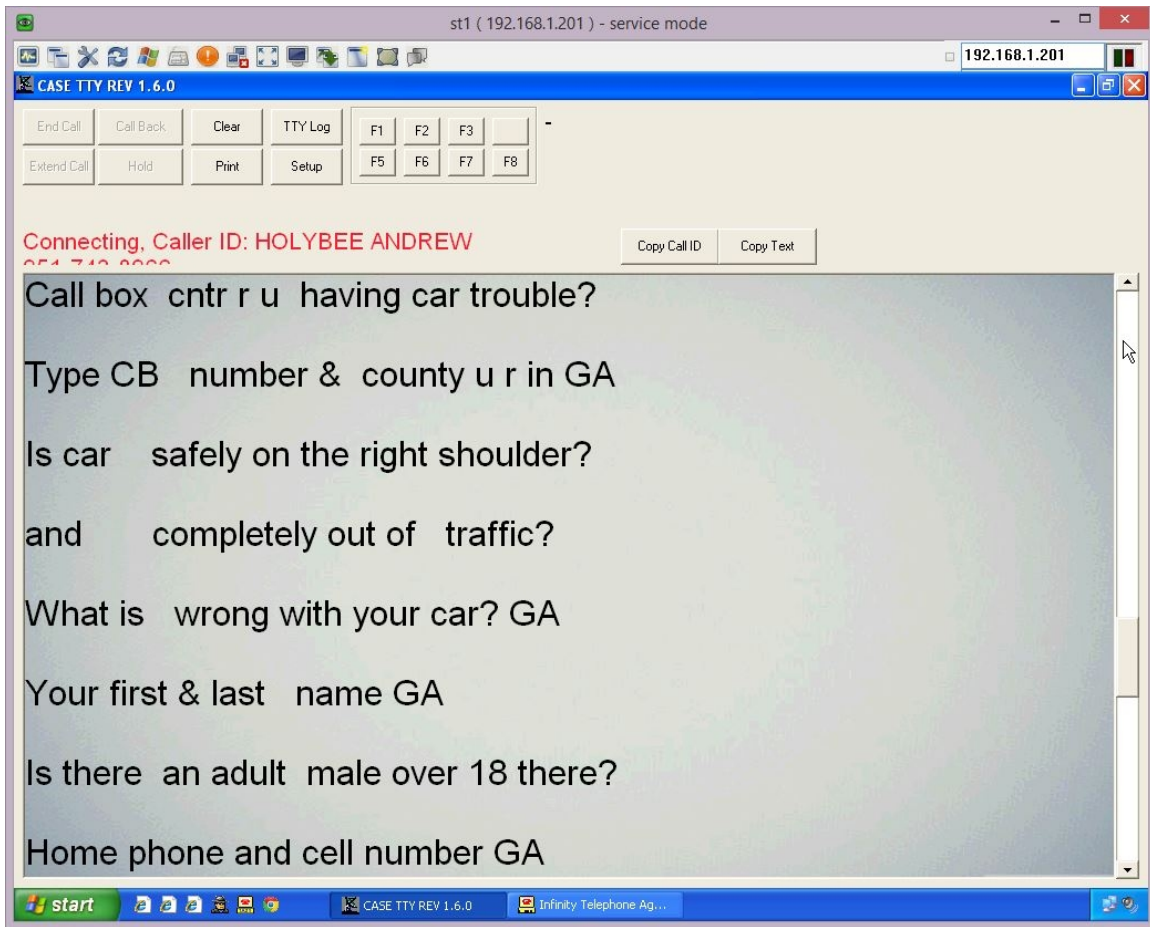 st1 ( 192.168.1.201 ) - service mode
192.168.1.201
CASE TTY REV 1.6.0
End Call Call Back Clear TTY Log F1 F2 F3
Extend Call Hold Print Setup F5 F6 F7 F8
Connecting, Caller ID: HOLYBEE ANDREW
Copy Call ID Copy Text
Call box cntr r u having car trouble?
Type CB number & county u r in GA
Is car safely on the right shoulder?
and completely out of traffic?
What is wrong with your car? GA
Your first & last name GA
Is there an adult male over 18 there?
Home phone and cell number GA
start CASE TTY REV 1.6.0 Infinity Telephone Ag...